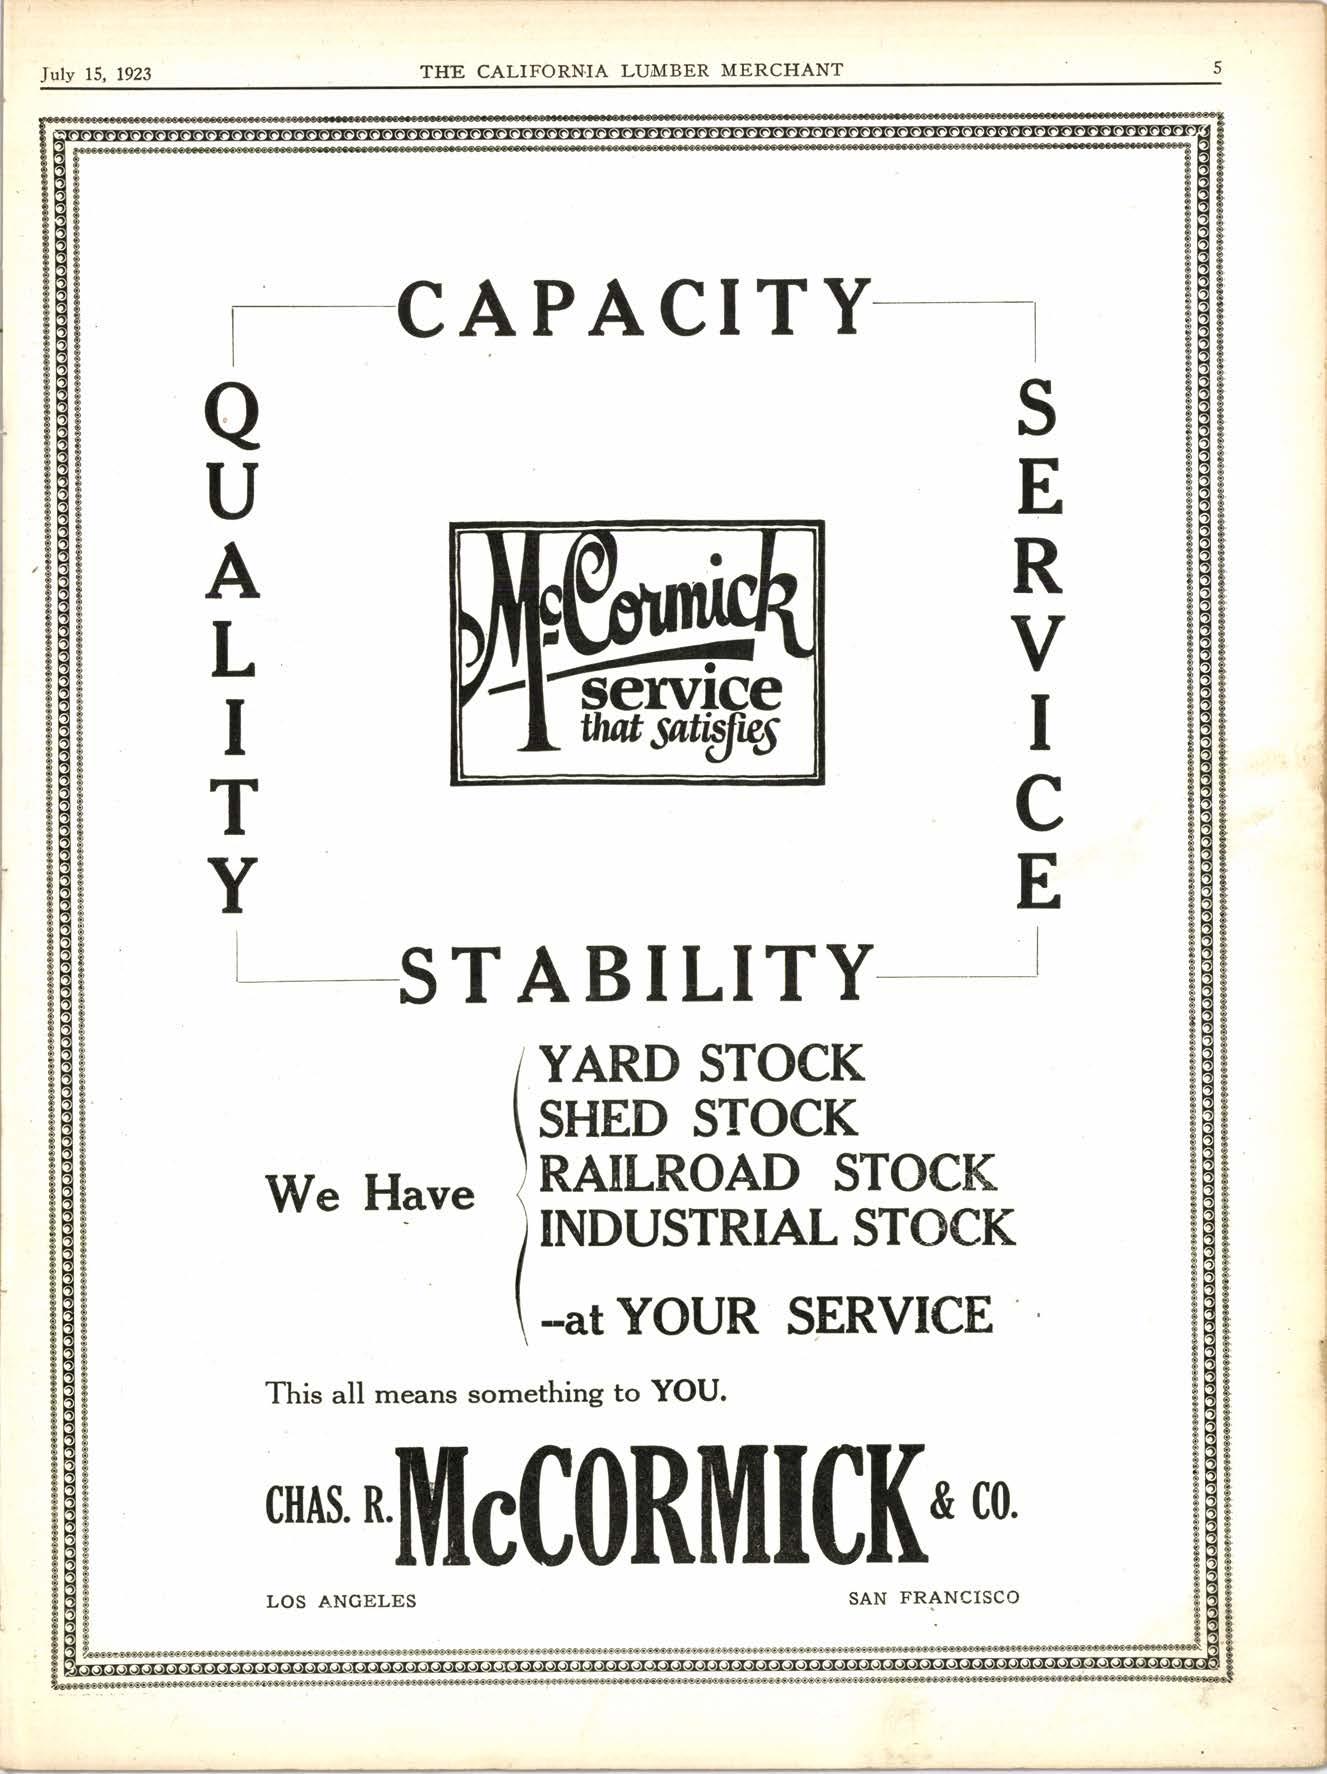 July 15, 1923
THE CALIFORNIA LUMBER MERCHANT
5
CAPACITY
QUALITY
SERVICE
McCormick
service
that satisfies
STABILITY
We Have
YARD STOCK
SHED STOCK
RAILROAD STOCK
INDUSTRIAL STOCK
--at YOUR SERVICE
This all means something to YOU.
CHAS. R. McCORMICK & CO.
LOS ANGELES
SAN FRANCISCO